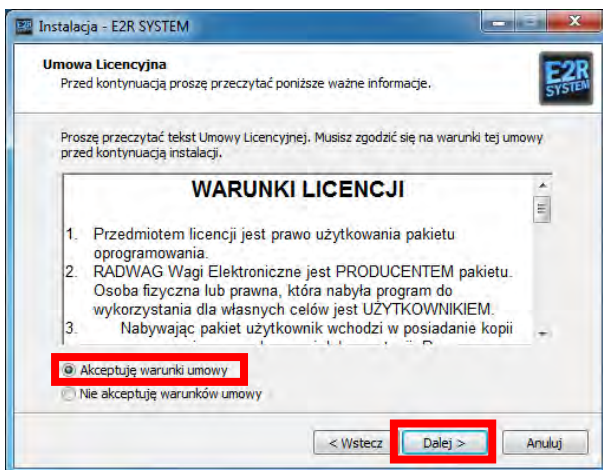 Instalacja - E2R SYSTEM
Umowa Licencyjna
Przed kontynuacją proszę przeczytać poniższe ważne informacje.
E2R
SYSTEM
Proszę przeczytać tekst Umowy Licencyjnej. Musisz zgodzić się na warunki tej umowy
przed kontynuacją instalacji.
WARUNKI LICENCJI
1. Przedmiotem licencji jest prawo użytkowania pakietu
oprogramowania.
2. RADWAG Wagi Elektroniczne jest PRODUCENTEM pakietu.
Osoba fizyczna lub prawna, która nabyła program do
wykorzystania dla własnych celów jest UŻYTKOWNIKIEM.
3. Nabywając pakiet użytkownik wchodzi w posiadanie kopii
Akceptuję warunki umowy
Nie akceptuję warunków umowy
< Wstecz
Dalej >
Anuluj